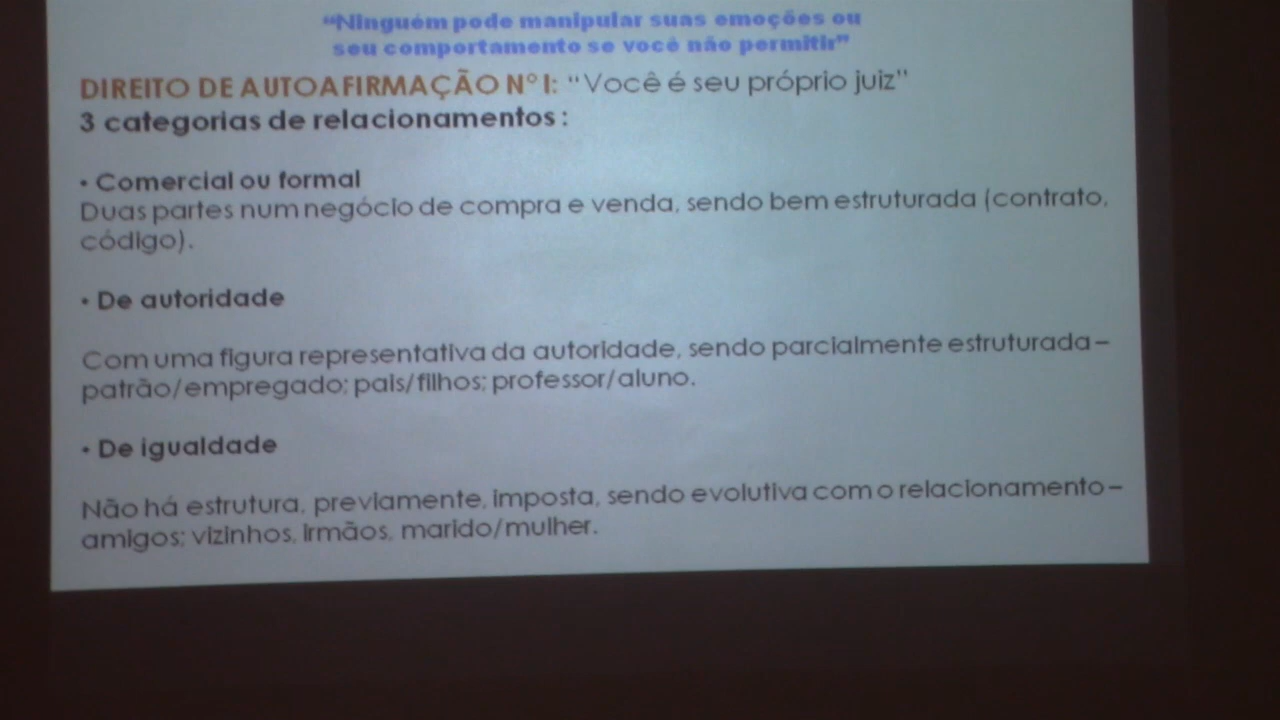 “Ninguém pode manipular suas emoções ou
seu comportamento se você não permitir”
DIREITO DE AUTOAFIRMAÇÃO Nº I: “Você é seu próprio juiz”
3 categorias de relacionamentos :
• Comercial ou formal
Duas partes num negócio de compra e venda, sendo bem estruturada (contrato,
código).
• De autoridade
Com uma figura representativa da autoridade, sendo parcialmente estruturada –
patrão/empregado; pais/filhos; professor/aluno.
• De igualdade
Não há estrutura, previamente, imposta, sendo evolutiva com o relacionamento –
amigos; vizinhos, irmãos, marido/mulher.